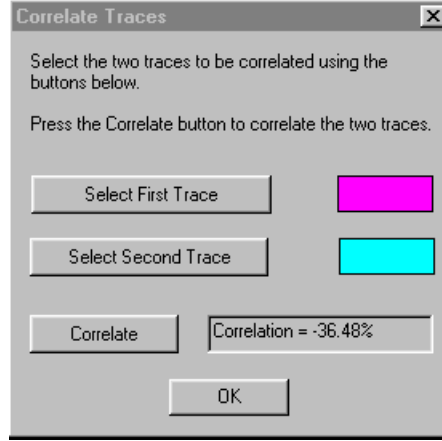 Correlate Traces
Select the two traces to be correlated using the
buttons below.
Press the Correlate button to correlate the two traces.
Select First Trace
Select Second Trace
Correlate
Correlation = -36.48%
OK